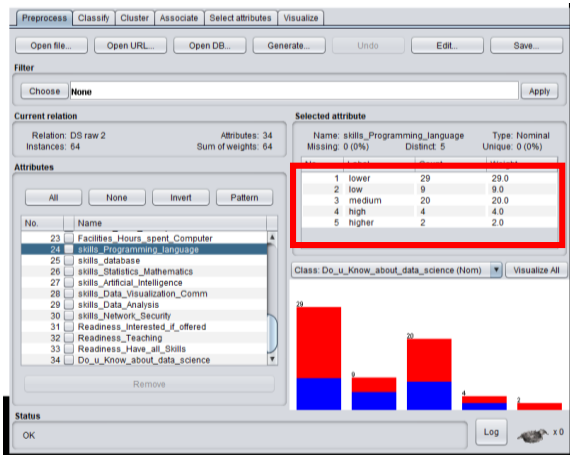 Preprocess Classify Cluster Associate Select attributes Visualize
Open file... Open URL... Open DB... Generate... Undo Edit... Save...
Filter
Choose None Apply
Current relation
Relation: DS raw 2 Attributes: 34
Instances: 64 Sum of weights: 64
Attributes
All None Invert Pattern
No. Name
23 Facilities_Hours_spent_Computer
24 skills_Programming_language
25 skills_database
26 skills_Statistics_Mathematics
27 skills_Artificial_Intelligence
28 skills_Data_Visualization_Comm
29 skills_Data_Analysis
30 skills_Network_Security
31 Readiness_Interested_if_offered
32 Readiness_Teaching
33 Readiness_Have_all_Skills
34 Do_u_Know_about_data_science
Remove
Selected attribute
Name: skills_Programming_language Type: Nominal
Missing: 0 (0%) Distinct: 5 Unique: 0 (0%)
1 lower 29 29.0
2 low 9 9.0
3 medium 20 20.0
4 high 4 4.0
5 higher 2 2.0
Class: Do_u_Know_about_data_science (Nom) Visualize All
29
9
20
4
2
Status
OK Log x 0